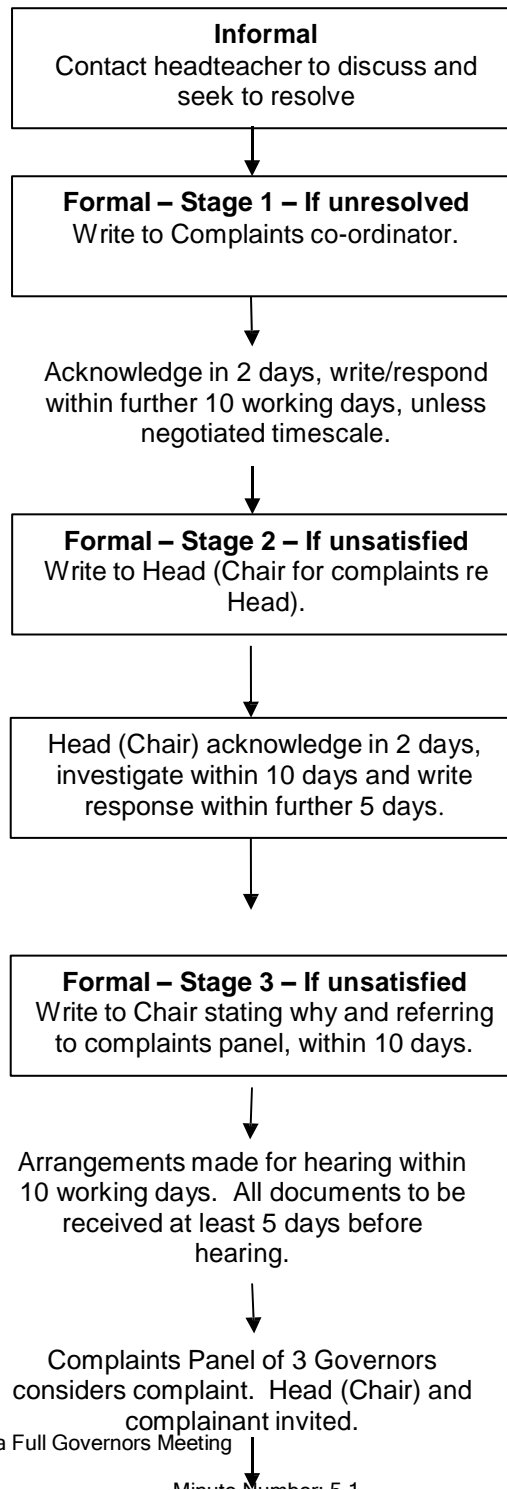 Informal
Contact headteacher to discuss and
seek to resolve
Formal – Stage 1 – If unresolved
Write to Complaints co-ordinator.
Acknowledge in 2 days, write/respond
within further 10 working days, unless
negotiated timescale.
Formal – Stage 2 – If unsatisfied
Write to Head (Chair for complaints re
Head).
Head (Chair) acknowledge in 2 days,
investigate within 10 days and write
response within further 5 days.
Formal – Stage 3 – If unsatisfied
Write to Chair stating why and referring
to complaints panel, within 10 days.
Arrangements made for hearing within
10 working days. All documents to be
received at least 5 days before
hearing.
Complaints Panel of 3 Governors
considers complaint. Head (Chair) and
complainant invited.
a Full Governors Meeting
Minute Number: 5.1